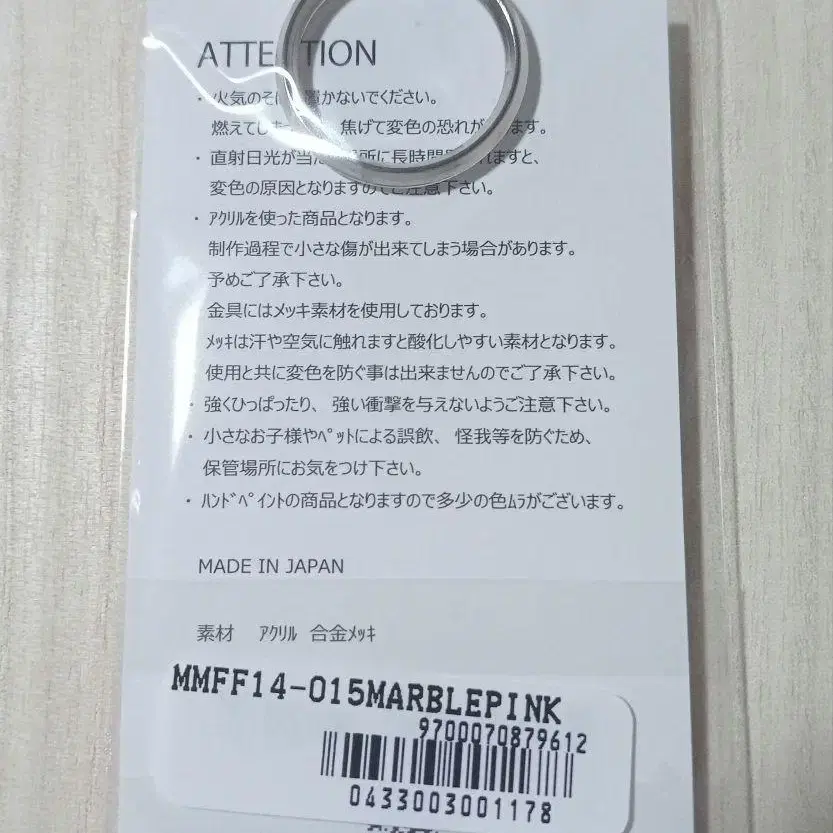 ATTENTION
・火気のそばに置かないでください。
燃えてし 焦げて変色の恐れが ます。
・直射日光が当たる場所に長時間 れますと、
変色の原因となりますのでご注意下さい。
・ｱｸﾘﾙを使った商品となります。
制作過程で小さな傷が出来てしまう場合があります。
予めご了承下さい。
金具にはメッキ素材を使用しております。
ﾒｯｷは汗や空気に触れますと酸化しやすい素材となります。
使用と共に変色を防ぐ事は出来ませんのでご了承下さい。
・強くひっぱったり、 強い衝撃を与えないようご注意下さい。
・小さなお子様やﾍﾟｯﾄによる誤飲、 怪我等を防ぐため、
保管場所にお気をつけ下さい。
・ﾊﾝﾄﾞﾍﾟｲﾝﾄの商品となりますので多少の色ﾑﾗがございます。
MADE IN JAPAN
素材 ｱｸﾘﾙ 合金ﾒｯｷ
MMFF14-015MARBLEPINK
9700070879612
0433003001178